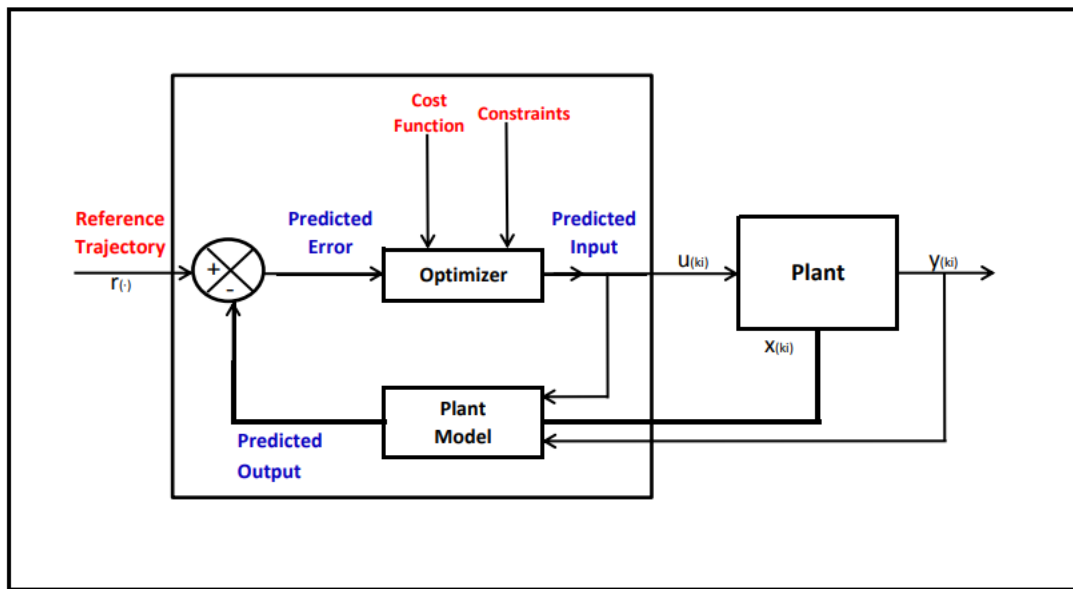 Cost
Function
Constraints
Reference
Trajectory
r(·)
+
-
Predicted
Error
Optimizer
Predicted
Input
u(ki)
Plant
y(ki)
x(ki)
Plant
Model
Predicted
Output